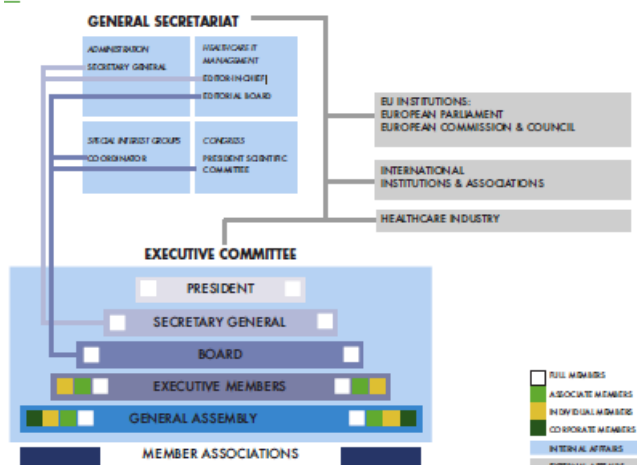 GENERAL SECRETARIAT
ADMINISTRATION
SECRETARY GENERAL
HEALTHCARE IT
MANAGEMENT
EDITOR-IN-CHIEF
EDITORIAL BOARD
SPECIAL INTEREST GROUPS
COORDINATOR
CONGRESS
PRESIDENT SCIENTIFIC
COMMITTEE
EU INSTITUTIONS:
EUROPEAN PARLIAMENT
EUROPEAN COMMISSION & COUNCIL
INTERNATIONAL
INSTITUTIONS & ASSOCIATIONS
HEALTHCARE INDUSTRY
EXECUTIVE COMMITTEE
PRESIDENT
SECRETARY GENERAL
BOARD
EXECUTIVE MEMBERS
GENERAL ASSEMBLY
MEMBER ASSOCIATIONS
FULL MEMBERS
ASSOCIATE MEMBERS
INDIVIDUAL MEMBERS
CORPORATE MEMBERS
INTERNAL AFFAIRS